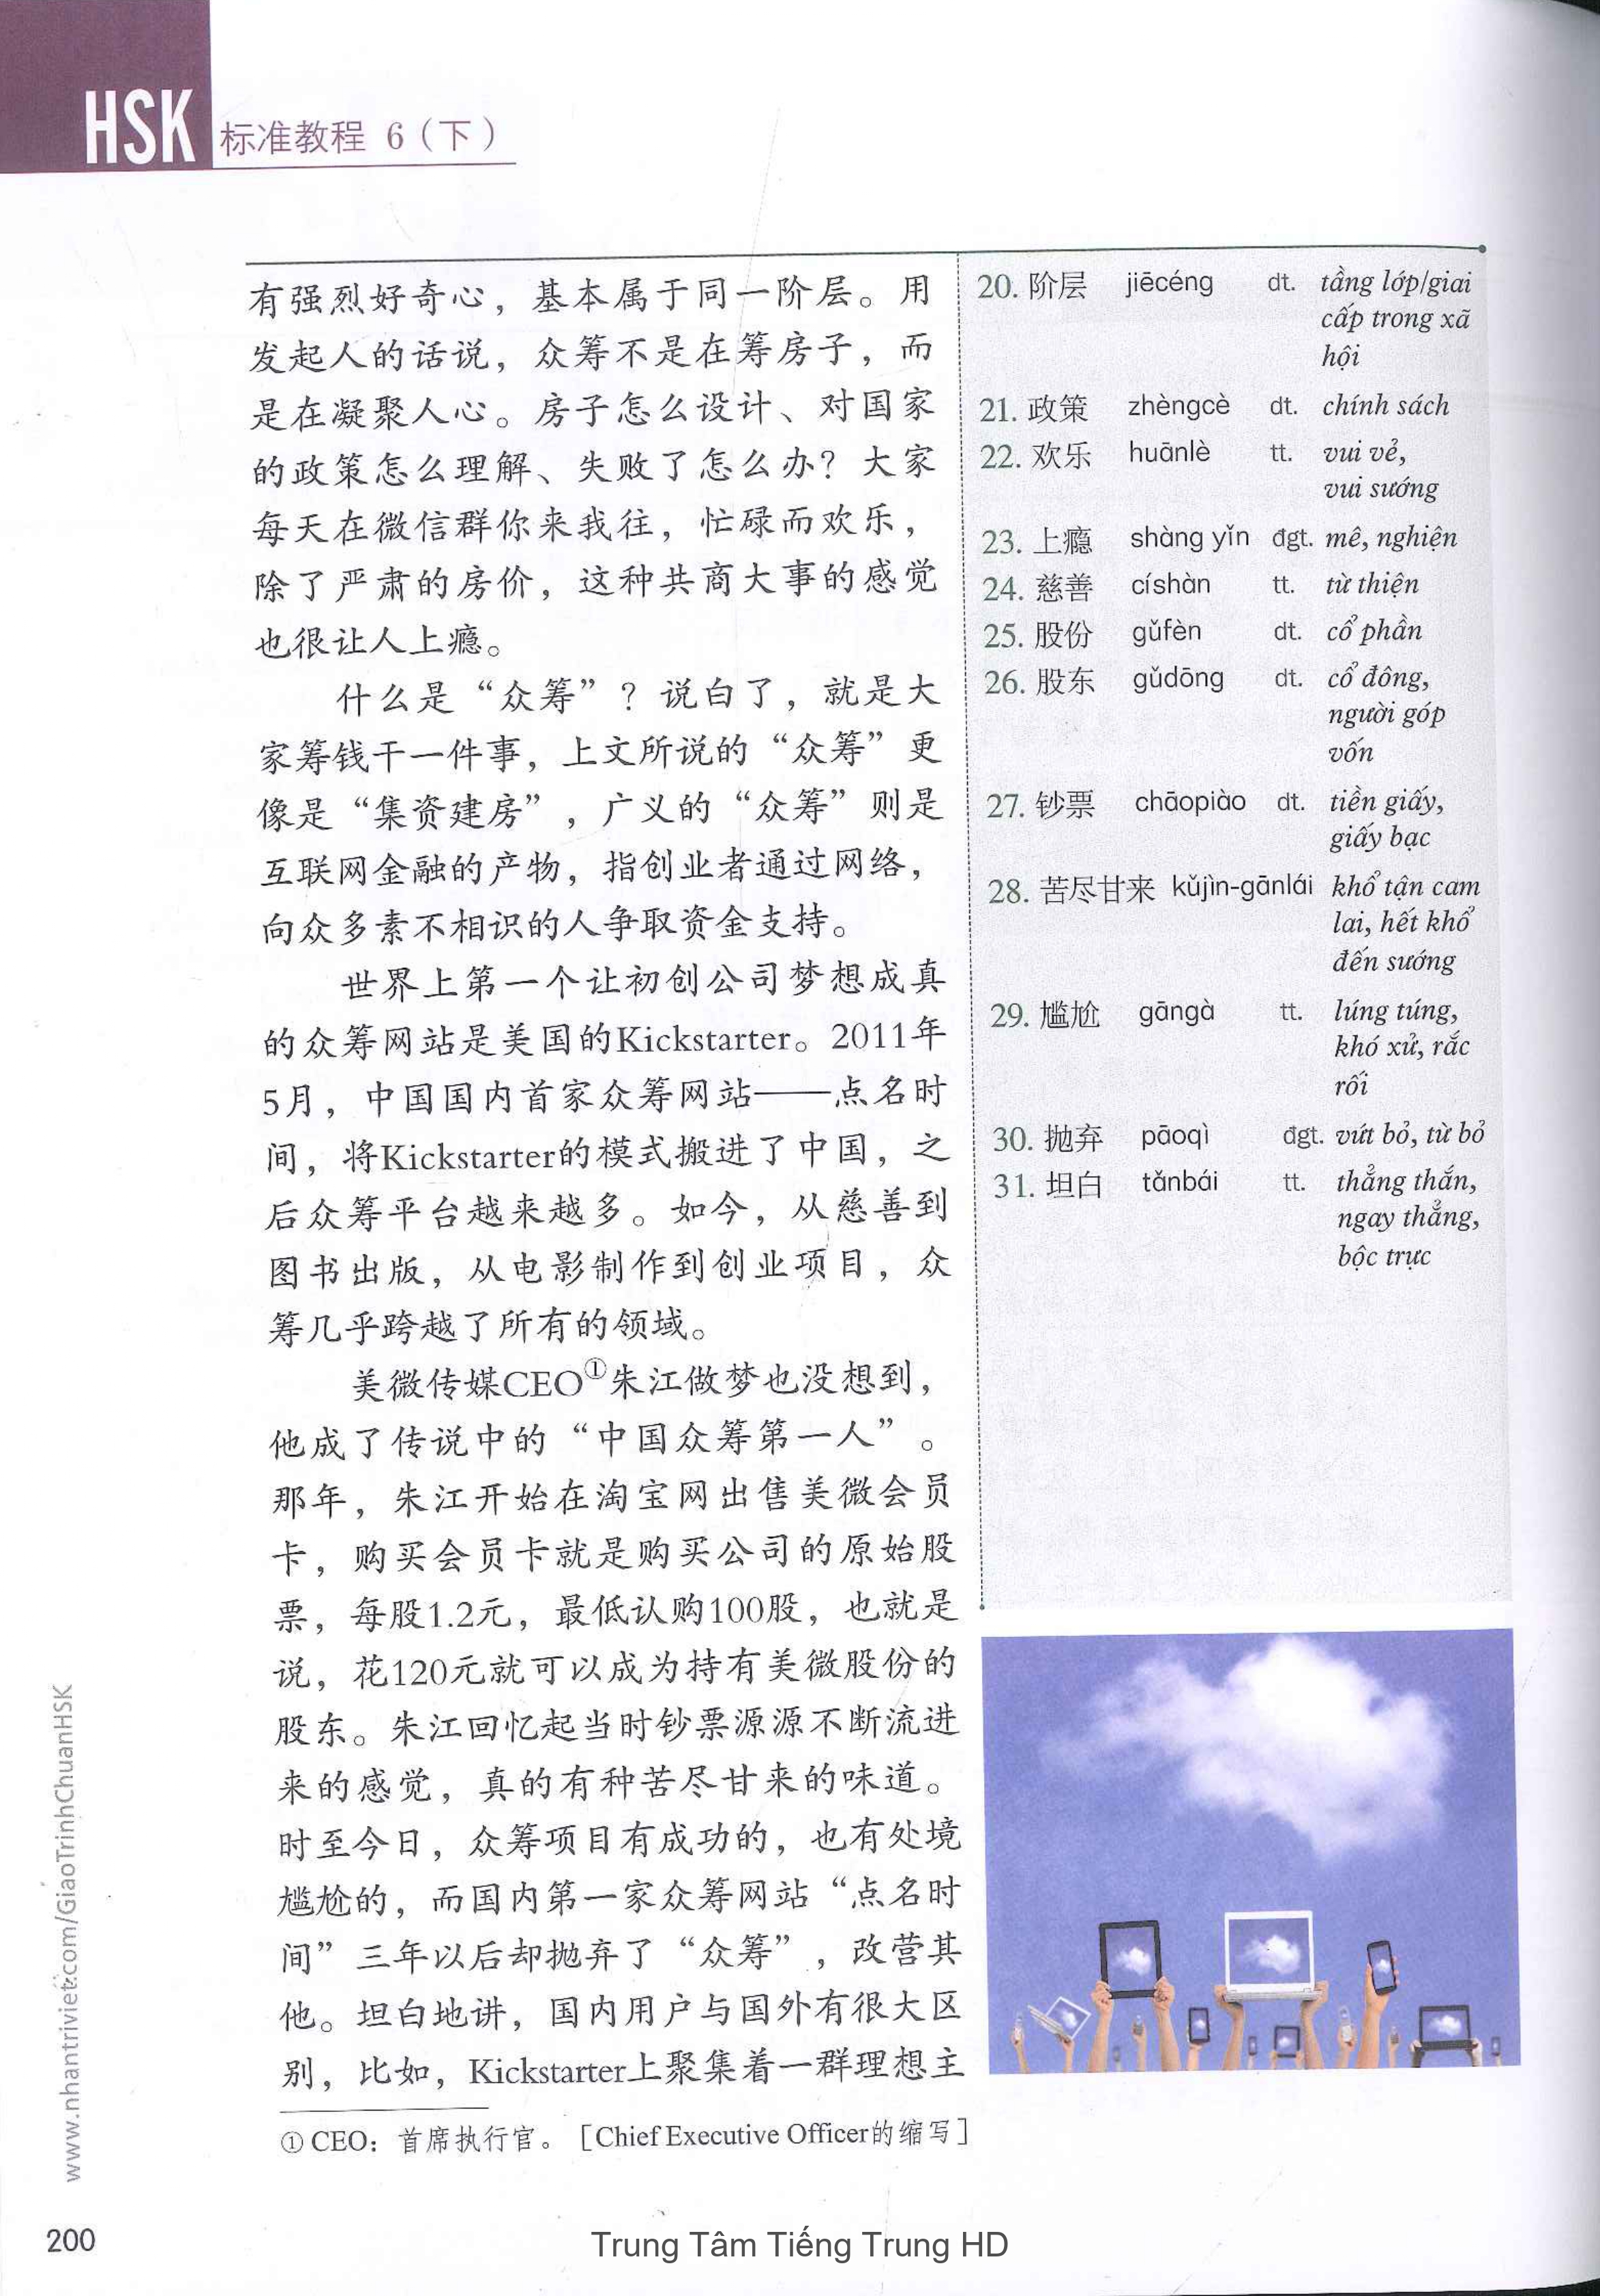 HSK 标准教程 6（下）
有强烈好奇心，基本属于同一阶层。用
发起人的话说，众筹不是在筹房子，而
是在凝聚人心。房子怎么设计、对国家
的政策怎么理解、失败了怎么办？大家
每天在微信群你来我往，忙碌而欢乐，
除了严肃的房价，这种共商大事的感觉
也很让人上瘾。
什么是“众筹”？说白了，就是大
家筹钱干一件事，上文所说的“众筹”更
像是“集资建房”，广义的“众筹”则是
互联网金融的产物，指创业者通过网络，
向众多素不相识的人争取资金支持。
世界上第一个让初创公司梦想成真
的众筹网站是美国的Kickstarter。2011年
5月，中国国内首家众筹网站——点名时
间，将Kickstarter的模式搬进了中国，之
后众筹平台越来越多。如今，从慈善到
图书出版，从电影制作到创业项目，众
筹几乎跨越了所有的领域。
美微传媒CEO①朱江做梦也没想到，
他成了传说中的“中国众筹第一人”。
那年，朱江开始在淘宝网出售美微会员
卡，购买会员卡就是购买公司的原始股
票，每股1.2元，最低认购100股，也就是
说，花120元就可以成为持有美微股份的
股东。朱江回忆起当时钞票源源不断流进
来的感觉，真的有种苦尽甘来的味道。
时至今日，众筹项目有成功的，也有处境
尴尬的，而国内第一家众筹网站“点名时
间”三年以后却抛弃了“众筹”，改营其
他。坦白地讲，国内用户与国外有很大区
别，比如，Kickstarter上聚集着一群理想主
① CEO：首席执行官。［Chief Executive Officer的缩写］
20. 阶层 jiēcéng dt. tầng lớp/giai
cấp trong xã
hội
21. 政策 zhèngcè dt. chính sách
22. 欢乐 huānlè tt. vui vẻ,
vui sướng
23. 上瘾 shàng yǐn đgt. mê, nghiện
24. 慈善 císhàn tt. từ thiện
25. 股份 gǔfèn dt. cổ phần
26. 股东 gǔdōng dt. cổ đông,
người góp
vốn
27. 钞票 chāopiào dt. tiền giấy,
giấy bạc
28. 苦尽甘来 kǔjìn-gānlái khổ tận cam
lai, hết khổ
đến sướng
29. 尴尬 gāngà tt. lúng túng,
khó xử, rắc
rối
30. 抛弃 pāoqì đgt. vứt bỏ, từ bỏ
31. 坦白 tǎnbái tt. thẳng thắn,
ngay thẳng,
bộc trực
www.nhantriviet.com/GiaoTrinhChuanHSK
200
Trung Tâm Tiếng Trung HD